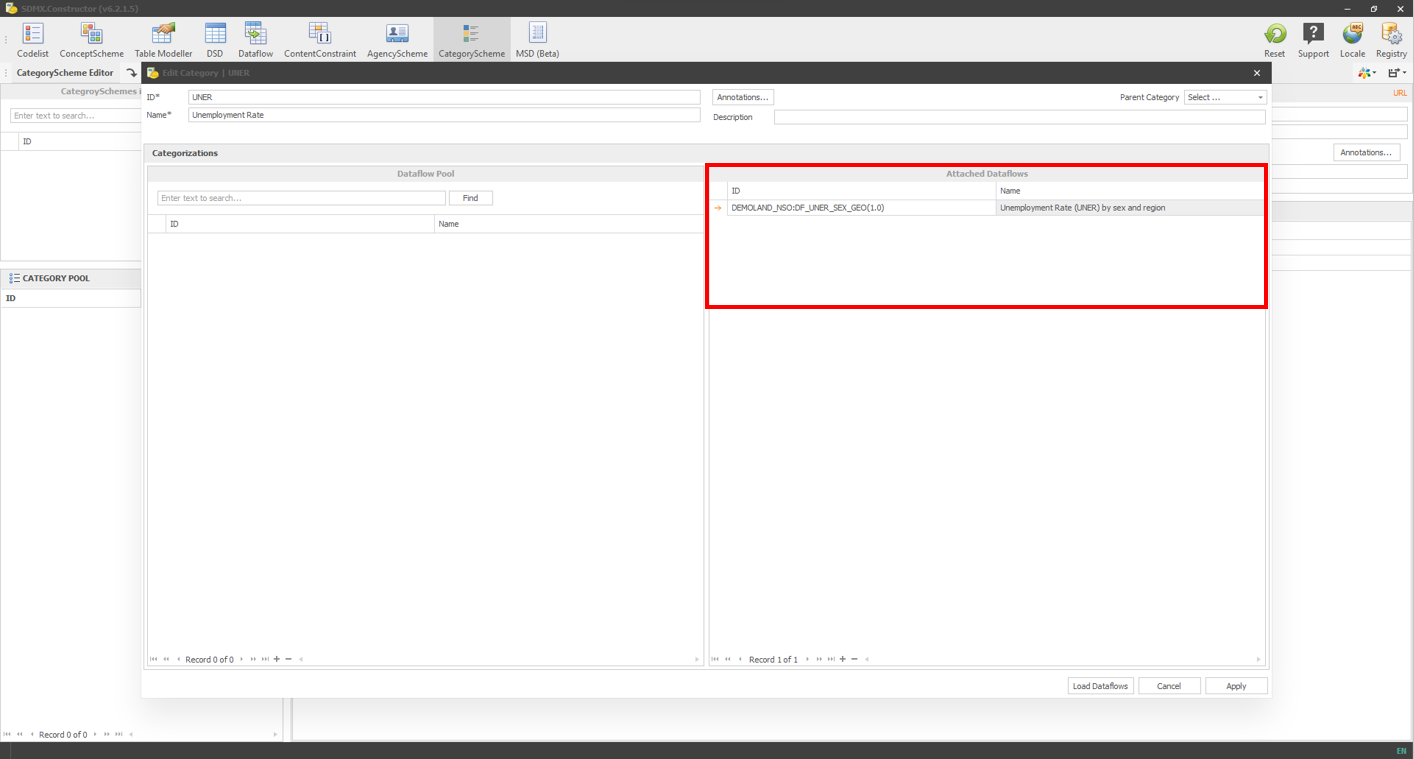 SDMX.Constructor (v6.2.1.5)
Codelist
ConceptScheme
Table Modeller
DSD
Dataflow
ContentConstraint
AgencyScheme
CategoryScheme
MSD (Beta)
Reset
Support
Locale
Registry
CategoryScheme Editor
Edit Category | UNER
CategroySchemes i
URL
Enter text to search...
ID
Annotations...
CATEGORY POOL
ID
Record 0 of 0
ID*
UNER
Annotations...
Parent Category
Select ...
Name*
Unemployment Rate
Description
Categorizations
Dataflow Pool
Enter text to search...
Find
ID
Name
Record 0 of 0
Attached Dataflows
ID
Name
DEMOLAND_NSO:DF_UNER_SEX_GEO(1.0)
Unemployment Rate (UNER) by sex and region
Record 1 of 1
Load Dataflows
Cancel
Apply
EN